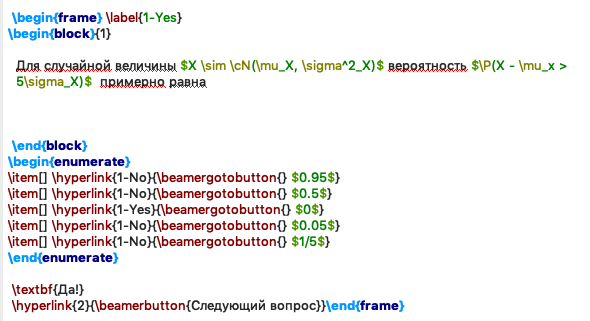 \begin{frame} \label{1-Yes}
\begin{block}{1}
Для случайной величины $X \sim \cN(\mu_X, \sigma^2_X)$ вероятность $\P(X - \mu_x >
5\sigma_X)$ примерно равна
\end{block}
\begin{enumerate}
\item[] \hyperlink{1-No}{\beamergotobutton{} $0.95$}
\item[] \hyperlink{1-No}{\beamergotobutton{} $0.5$}
\item[] \hyperlink{1-Yes}{\beamergotobutton{} $0$}
\item[] \hyperlink{1-No}{\beamergotobutton{} $0.05$}
\item[] \hyperlink{1-No}{\beamergotobutton{} $1/5$}
\end{enumerate}
\textbf{Да!}
\hyperlink{2}{\beamerbutton{Следующий вопрос}}\end{frame}